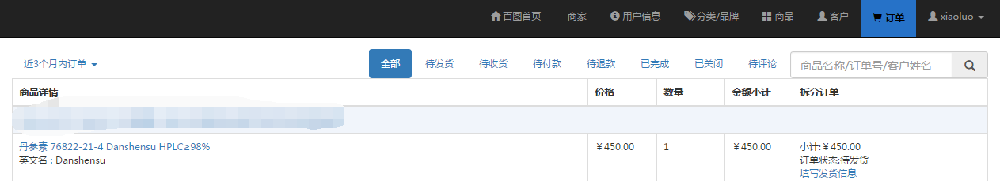 百图首页 商家 用户信息 分类/品牌 商品 客户 订单 xiaoluo
近3个月内订单 全部 待发货 待收货 待付款 待退款 已完成 已关闭 待评论 商品名称/订单号/客户姓名
商品详情 价格 数量 金额小计 拆分订单
丹参素 76822-21-4 Danshensu HPLC≥98% ￥450.00 1 ￥450.00 小计:￥450.00
英文名 : Danshensu 订单状态:待发货
填写发货信息